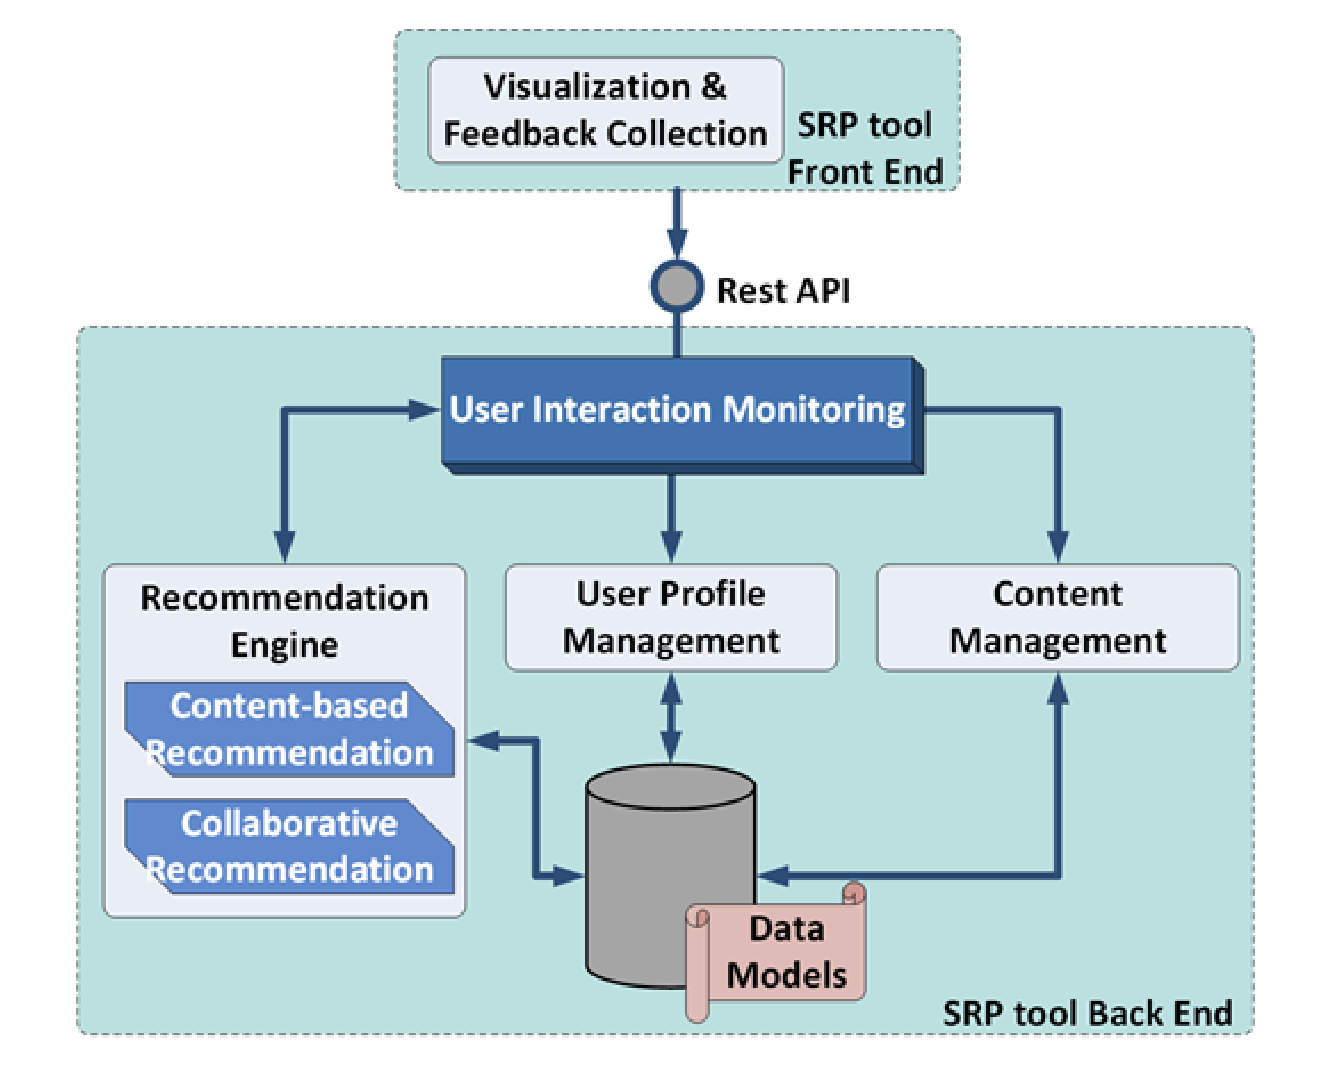 Visualization &
Feedback Collection
SRP tool
Front End
Rest API
User Interaction Monitoring
Recommendation
Engine
Content-based
Recommendation
Collaborative
Recommendation
User Profile
Management
Content
Management
Data
Models
SRP tool Back End